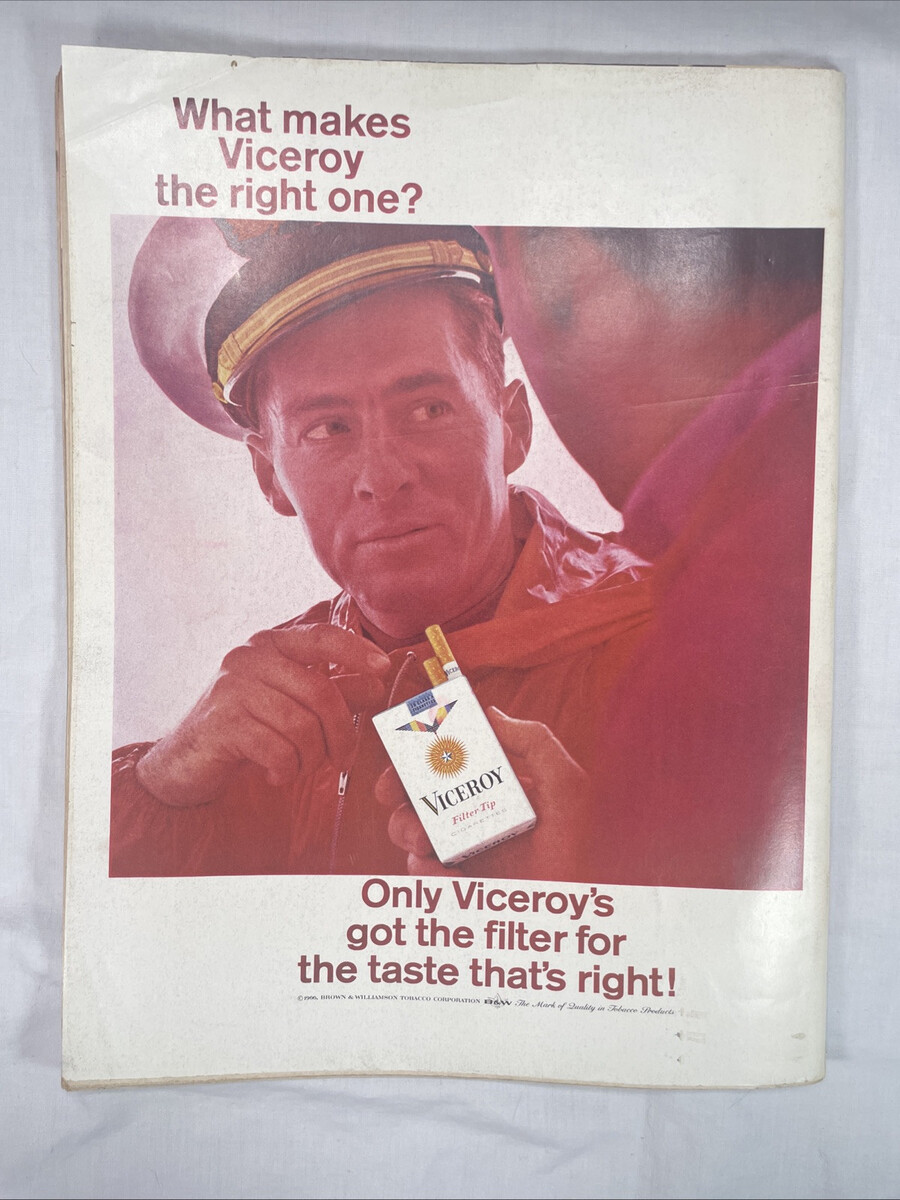 What makes
Viceroy
the right one?
VICEROY
Filter Tip
CIGARETTES
VICEROY
Only Viceroy's
got the filter for
the taste that's right!
©1966, BROWN & WILLIAMSON TOBACCO CORPORATION B&W The Mark of Quality in Tobacco Products